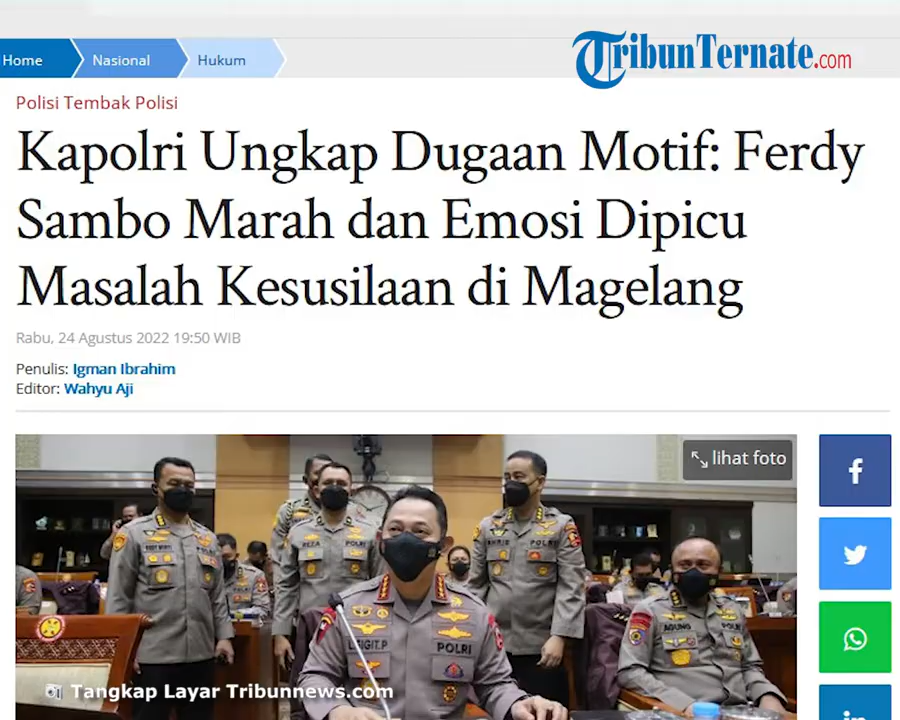 TribunTernate.com
Home Nasional Hukum
Polisi Tembak Polisi
Kapolri Ungkap Dugaan Motif: Ferdy
Sambo Marah dan Emosi Dipicu
Masalah Kesusilaan di Magelang
Rabu, 24 Agustus 2022 19:50 WIB
Penulis: Igman Ibrahim
Editor: Wahyu Aji
lihat foto
POLRI
POLRI
LSIGIT.P
POLRI
AGUNG
Tangkap Layar Tribunnews.com